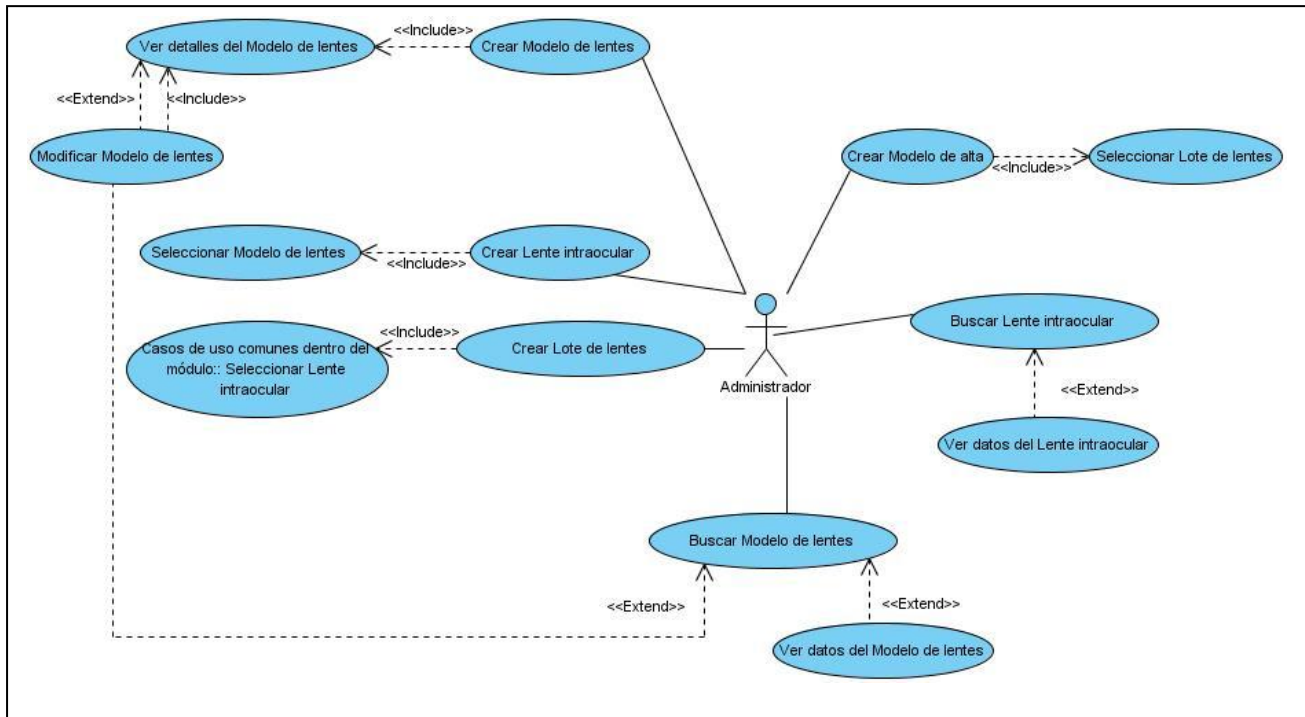 <<Include>>
Ver detalles del Modelo de lentes
Crear Modelo de lentes
<<Extend>>
<<Include>>
Modificar Modelo de lentes
Crear Modelo de alta
Seleccionar Lote de lentes
<<Include>>
Seleccionar Modelo de lentes
Crear Lente intraocular
<<Include>>
Buscar Lente intraocular
<<Include>>
Casos de uso comunes dentro del
módulo:: Seleccionar Lente
intraocular
Crear Lote de lentes
Administrador
<<Extend>>
Ver datos del Lente intraocular
Buscar Modelo de lentes
<<Extend>>
<<Extend>>
Ver datos del Modelo de lentes